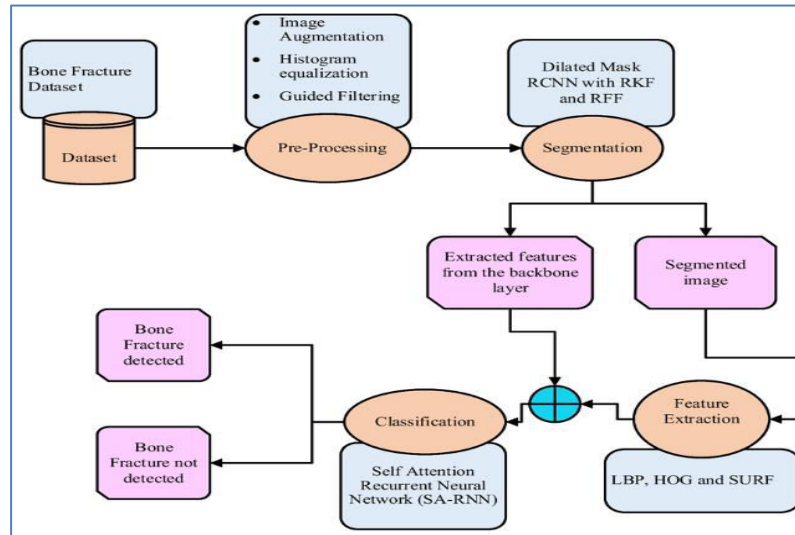 Bone Fracture
Dataset
Dataset
• Image
Augmentation
• Histogram
equalization
• Guided Filtering
Pre-Processing
Dilated Mask
RCNN with RKF
and RFF
Segmentation
Extracted features
from the backbone
layer
Segmented
image
Bone
Fracture
detected
Bone
Fracture not
detected
Classification
Self Attention
Recurrent Neural
Network (SA-RNN)
Feature
Extraction
LBP, HOG and SURF